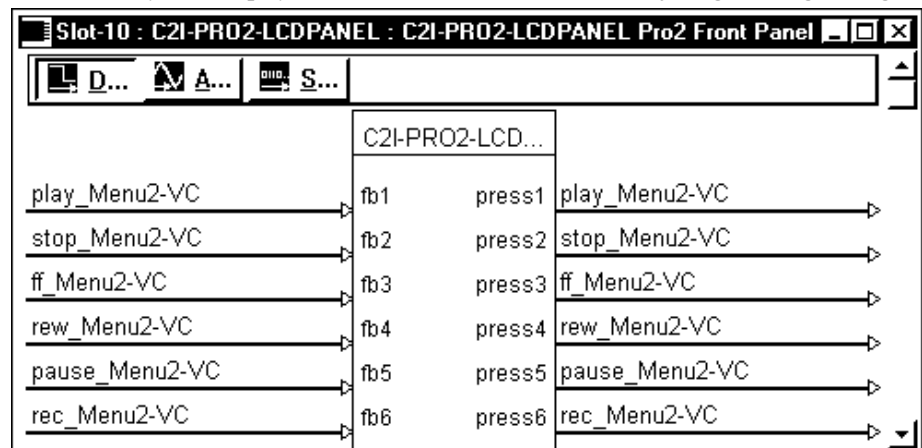 Slot-10 : C2I-PRO2-LCDPANEL : C2I-PRO2-LCDPANEL Pro2 Front Panel
D... A... S...
C2I-PRO2-LCD...
play_Menu2-VC fb1 press1 play_Menu2-VC
stop_Menu2-VC fb2 press2 stop_Menu2-VC
ff_Menu2-VC fb3 press3 ff_Menu2-VC
rew_Menu2-VC fb4 press4 rew_Menu2-VC
pause_Menu2-VC fb5 press5 pause_Menu2-VC
rec_Menu2-VC fb6 press6 rec_Menu2-VC